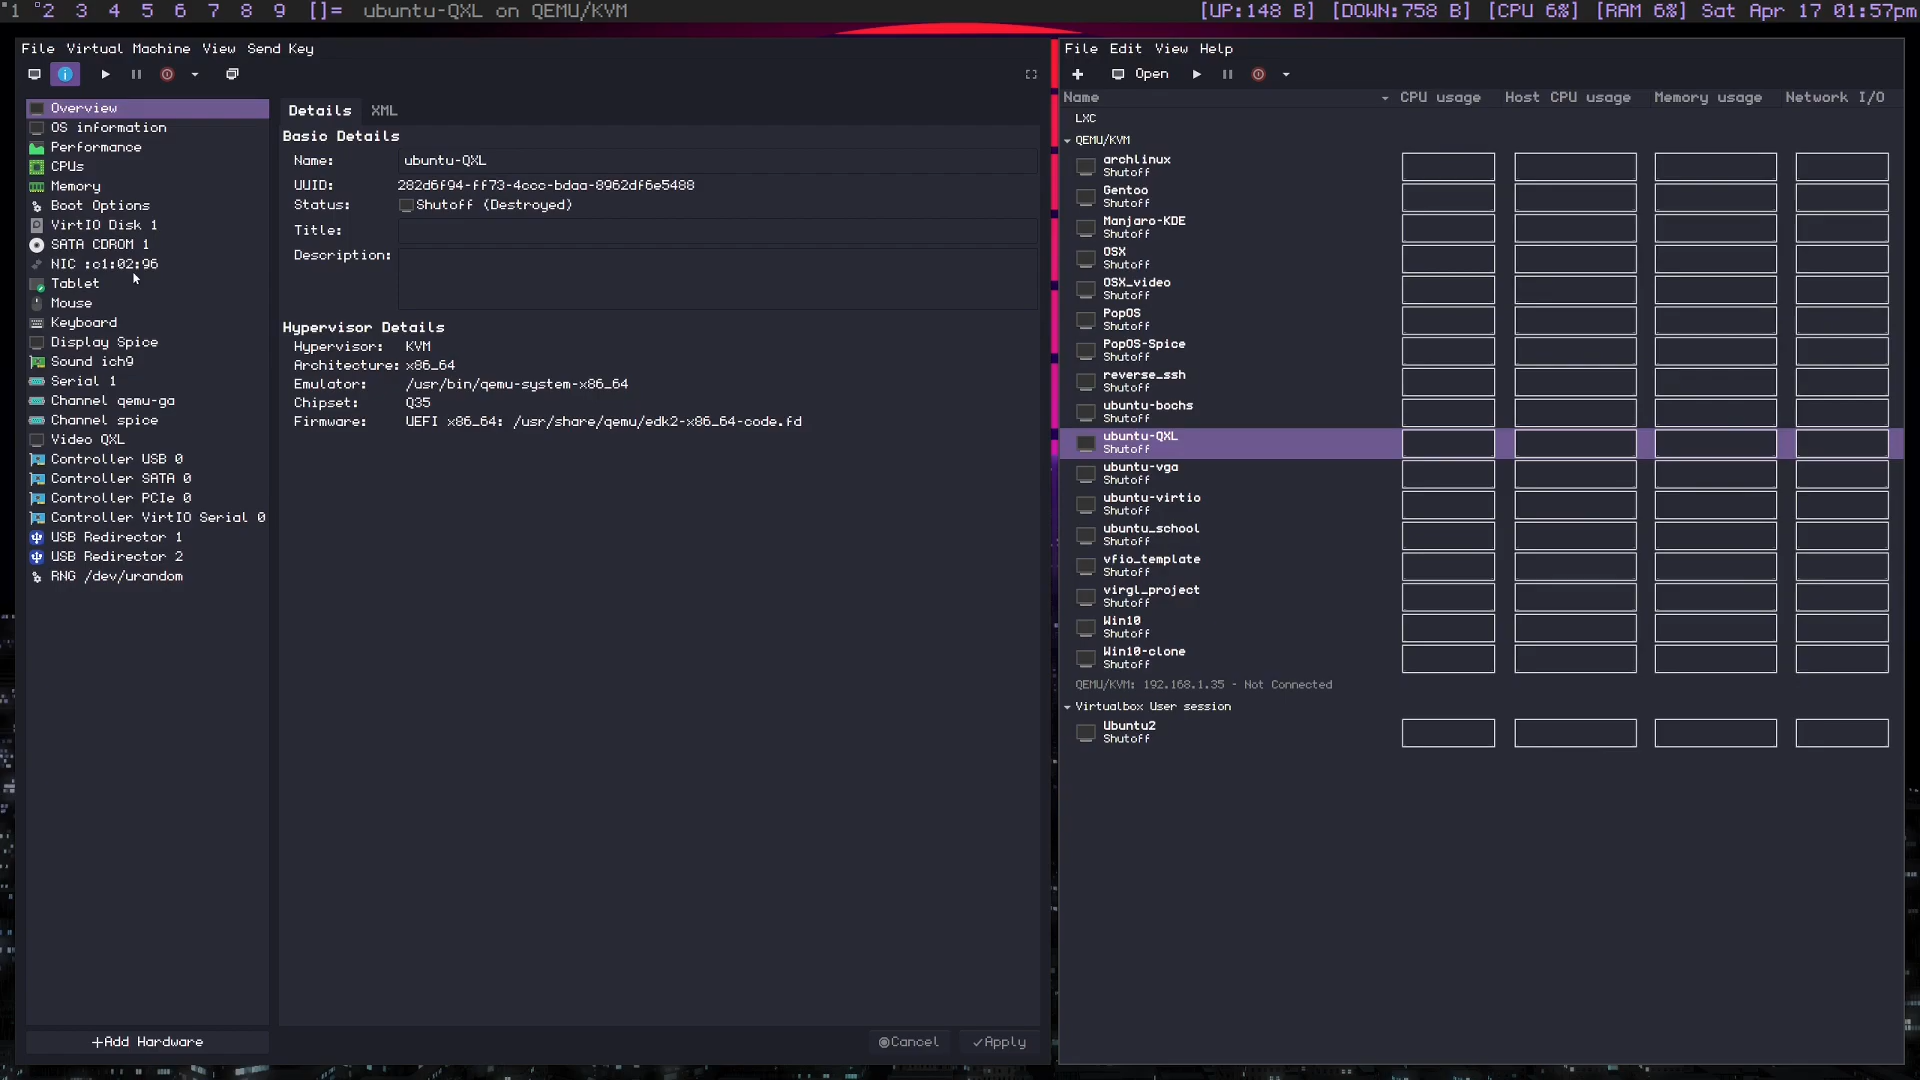 1 2 3 4 5 6 7 8 9 []= ubuntu-QXL on QEMU/KVM
[UP:148 B] [DOWN:758 B] [CPU 6%] [RAM 6%] Sat Apr 17 01:57pm
File Virtual Machine View Send Key
Overview
OS information
Performance
CPUs
Memory
Boot Options
VirtIO Disk 1
SATA CDROM 1
NIC :c1:02:96
Tablet
Mouse
Keyboard
Display Spice
Sound ich9
Serial 1
Channel qemu-ga
Channel spice
Video QXL
Controller USB 0
Controller SATA 0
Controller PCIe 0
Controller VirtIO Serial 0
USB Redirector 1
USB Redirector 2
RNG /dev/urandom
+Add Hardware
Details XML
Basic Details
Name: ubuntu-QXL
UUID: 282d6f94-ff73-4ccc-bdaa-8962df6e5488
Status: Shutoff (Destroyed)
Title:
Description:
Hypervisor Details
Hypervisor: KVM
Architecture: x86_64
Emulator: /usr/bin/qemu-system-x86_64
Chipset: Q35
Firmware: UEFI x86_64: /usr/share/qemu/edk2-x86_64-code.fd
Cancel Apply
File Edit View Help
Open
Name CPU usage Host CPU usage Memory usage Network I/O
LXC
QEMU/KVM
archlinux
Shutoff
Gentoo
Shutoff
Manjaro-KDE
Shutoff
OSX
Shutoff
OSX_video
Shutoff
PopOS
Shutoff
PopOS-Spice
Shutoff
reverse_ssh
Shutoff
ubuntu-bochs
Shutoff
ubuntu-QXL
Shutoff
ubuntu-vga
Shutoff
ubuntu-virtio
Shutoff
ubuntu_school
Shutoff
vfio_template
Shutoff
virgl_project
Shutoff
Win10
Shutoff
Win10-clone
Shutoff
QEMU/KVM: 192.168.1.35 - Not Connected
Virtualbox User session
Ubuntu2
Shutoff